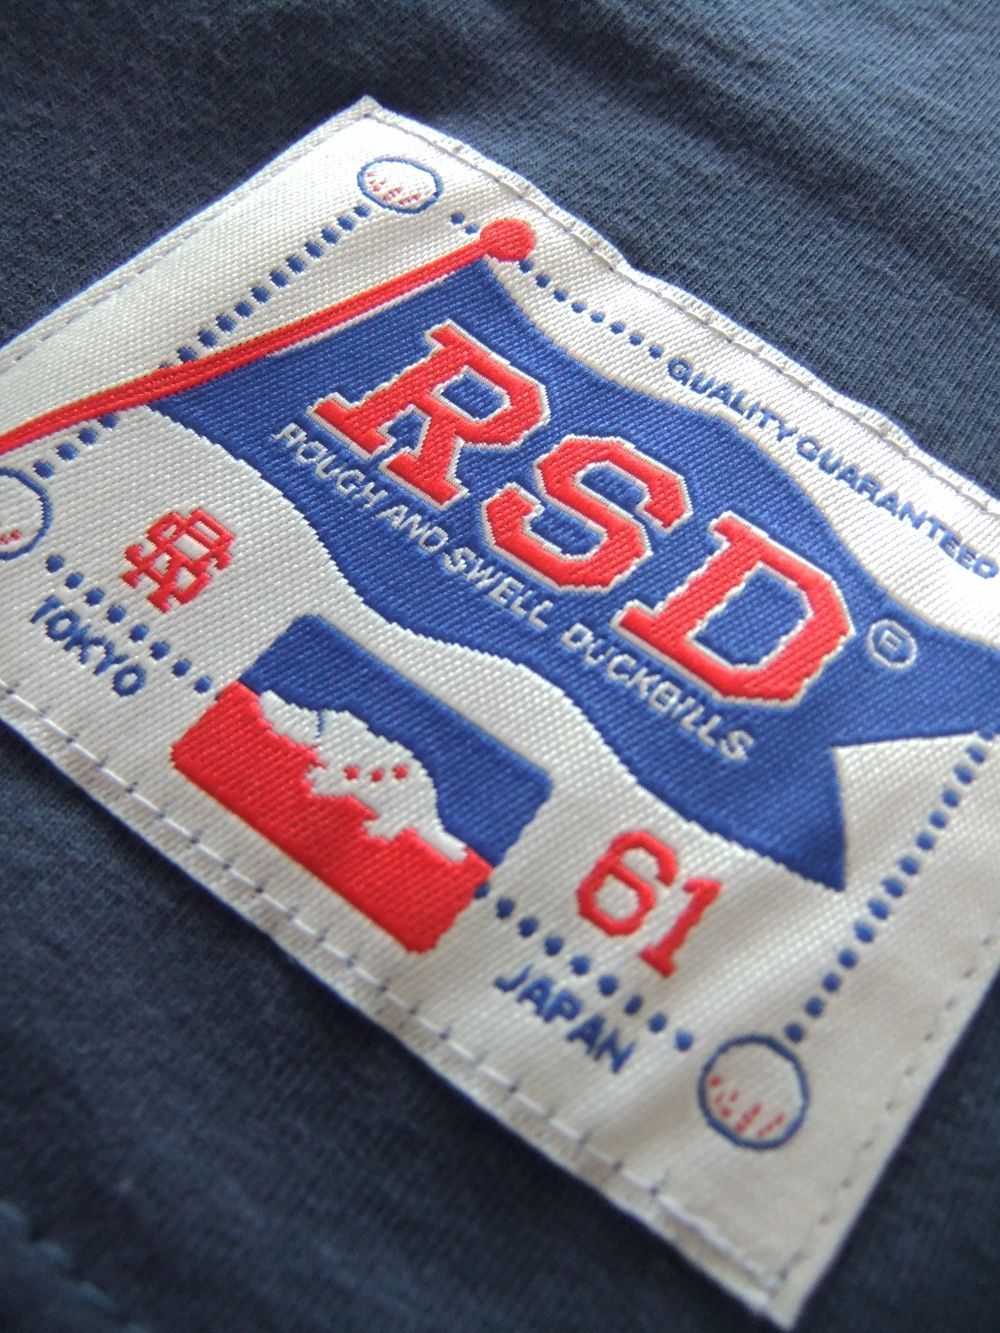 QUALITY GUARANTEED
RSD
ROUGH AND SWELL DUCKBILLS
TOKYO
61
JAPAN